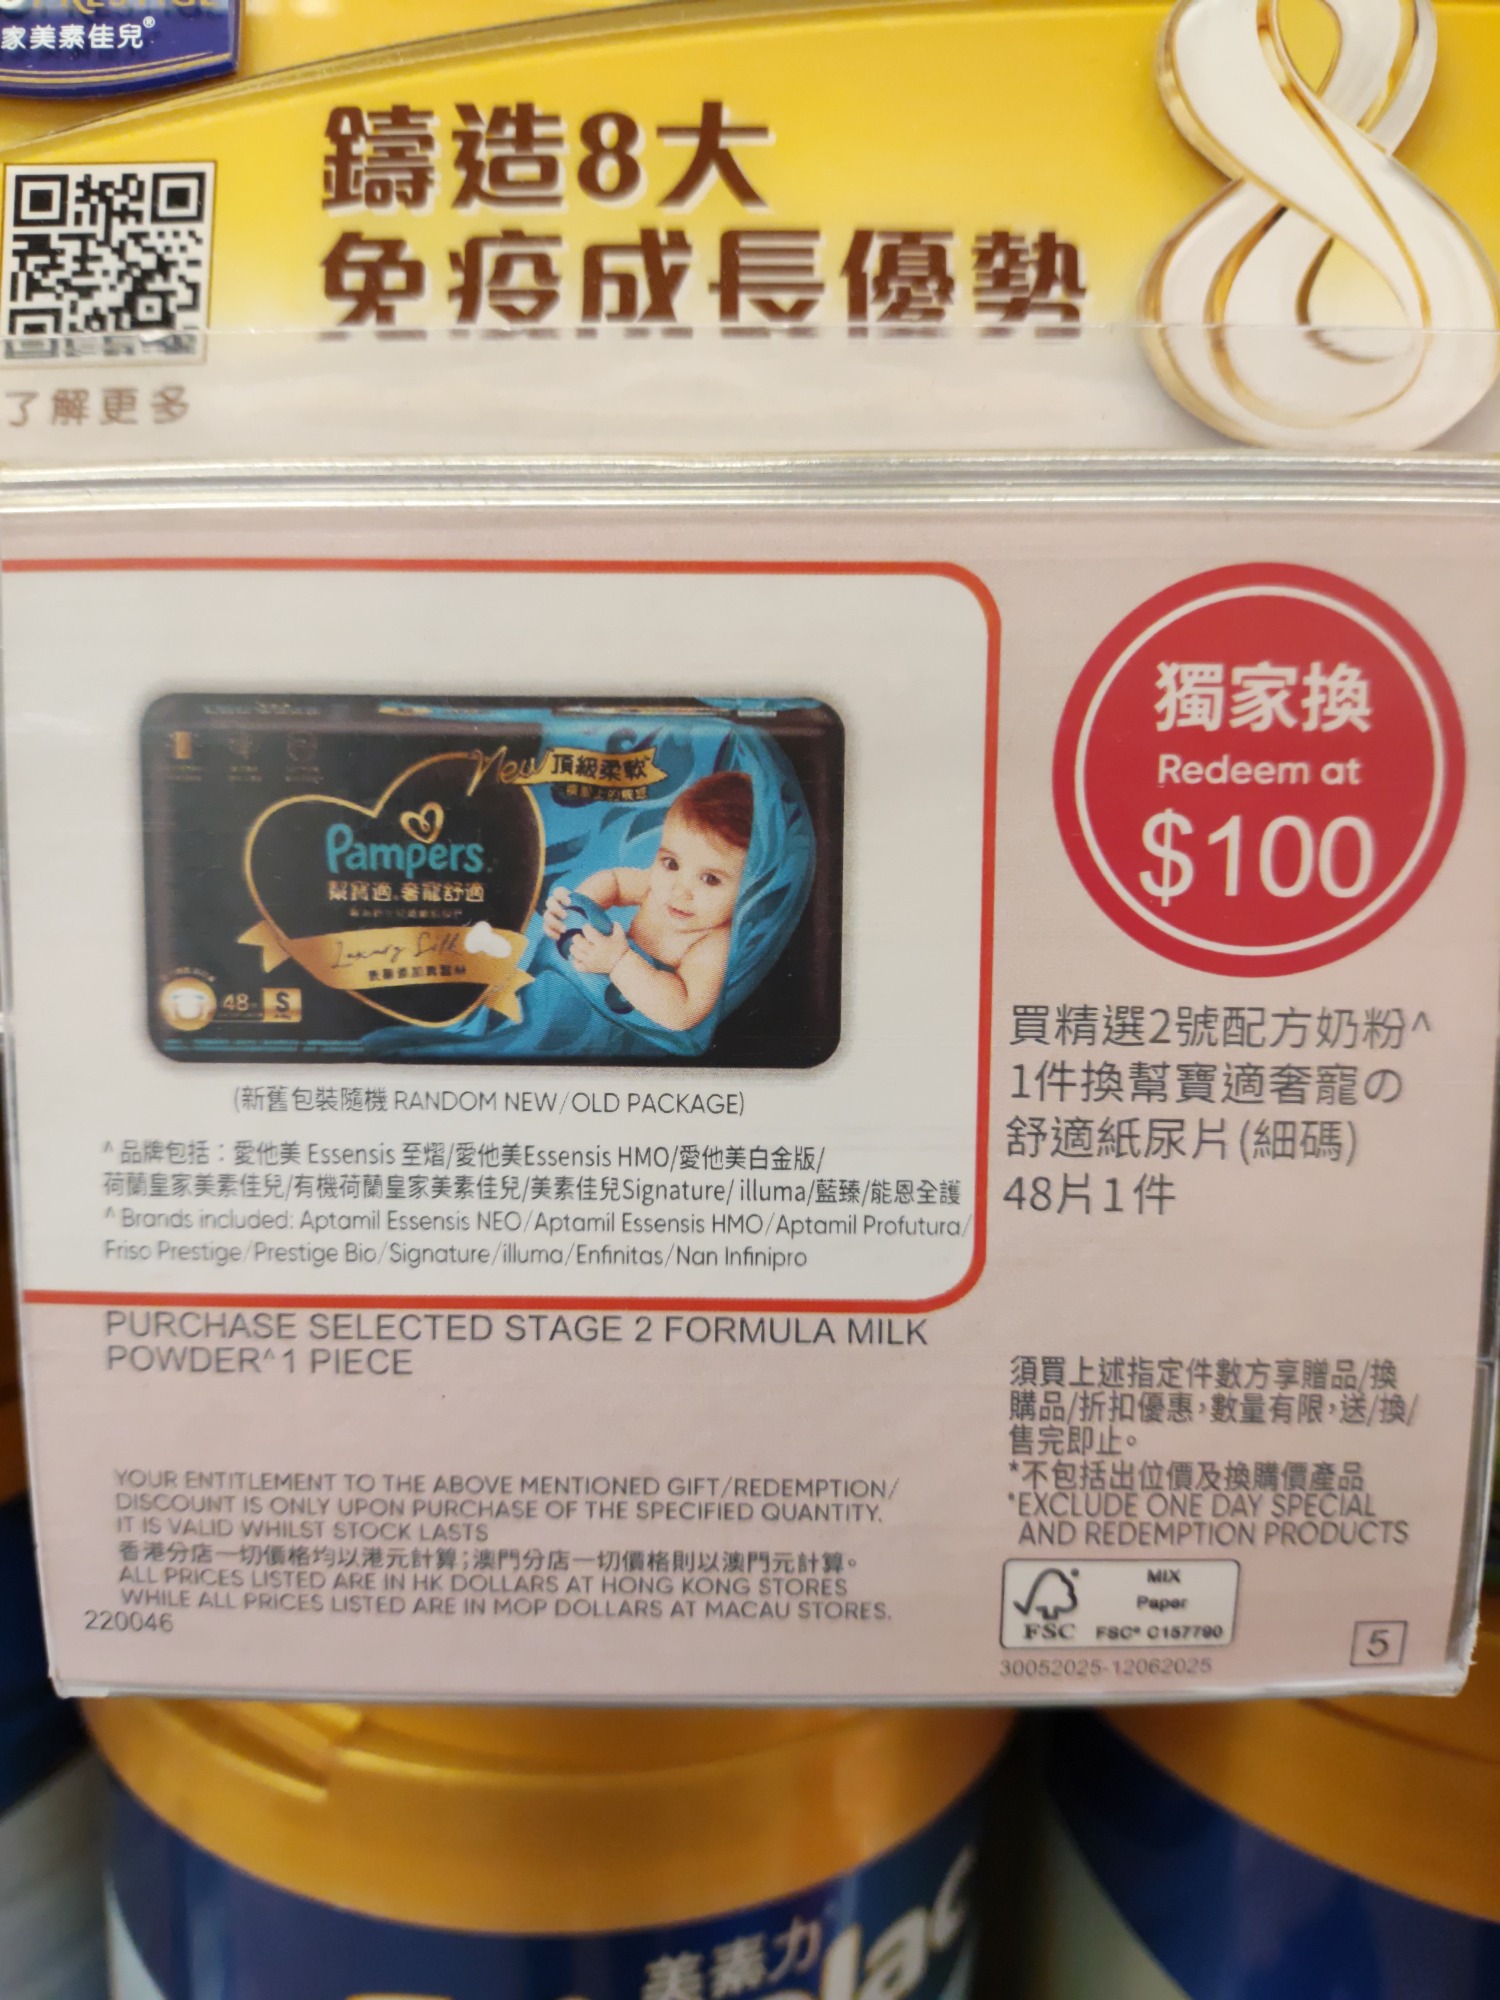 家美素佳兒®
鑄造8大
免疫成長優勢
了解更多
獨家換
Redeem at
$100
New 頂級柔軟
Pampers
幫寶適 奢寵舒適
Luxury Silk
48 S
(新舊包裝隨機 RANDOM NEW/OLD PACKAGE)
^品牌包括：愛他美 Essensis 至熠/愛他美Essensis HMO/愛他美白金版/
荷蘭皇家美素佳兒/有機荷蘭皇家美素佳兒/美素佳兒Signature/ illuma/藍臻/能恩全護
^Brands included: Aptamil Essensis NEO/Aptamil Essensis HMO/Aptamil Profutura/
Friso Prestige/Prestige Bio/Signature/illuma/Enfinitas/Nan Infinipro
買精選2號配方奶粉^
1件換幫寶適奢寵の
舒適紙尿片(細碼)
48片1件
PURCHASE SELECTED STAGE 2 FORMULA MILK
POWDER^1 PIECE
須買上述指定件數方享贈品/換
購品/折扣優惠，數量有限，送/換/
售完即止。
*不包括出位價及換購價產品
*EXCLUDE ONE DAY SPECIAL
AND REDEMPTION PRODUCTS
YOUR ENTITLEMENT TO THE ABOVE MENTIONED GIFT/REDEMPTION/
DISCOUNT IS ONLY UPON PURCHASE OF THE SPECIFIED QUANTITY.
IT IS VALID WHILST STOCK LASTS
香港分店一切價格均以港元計算；澳門分店一切價格則以澳門元計算。
ALL PRICES LISTED ARE IN HK DOLLARS AT HONG KONG STORES
WHILE ALL PRICES LISTED ARE IN MOP DOLLARS AT MACAU STORES.
220046
FSC
MIX
Paper
FSC® C157790
30052025-12062025
5
美素力